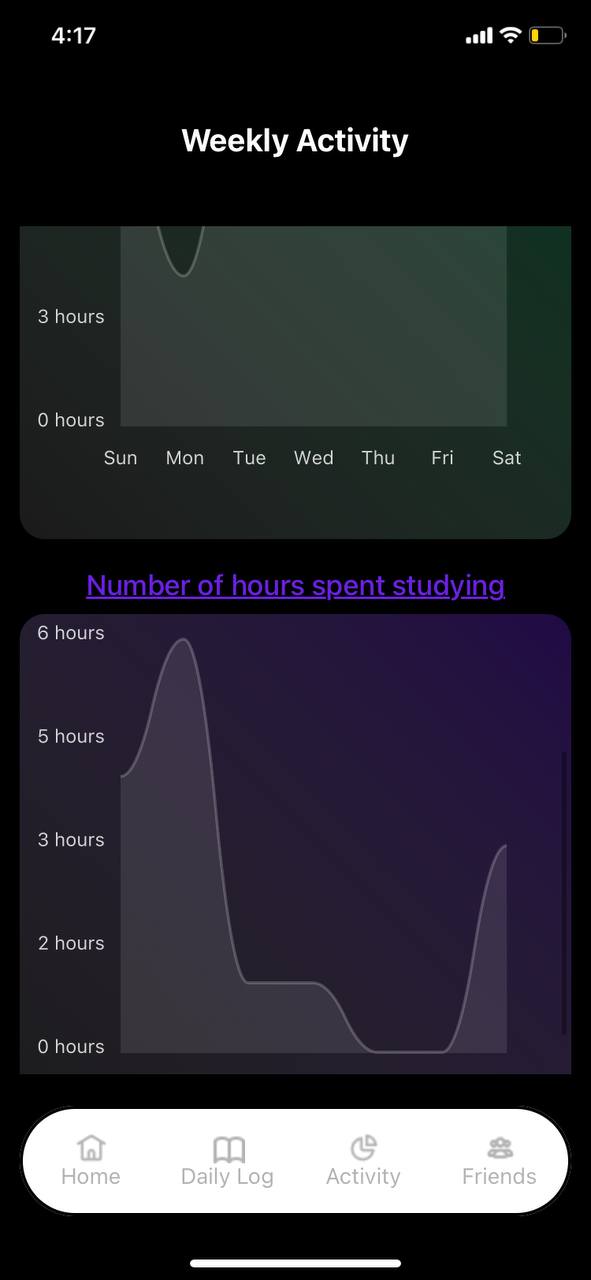 4:17
Weekly Activity
3 hours
0 hours
Sun Mon Tue Wed Thu Fri Sat
Number of hours spent studying
6 hours
5 hours
3 hours
2 hours
0 hours
Home Daily Log Activity Friends